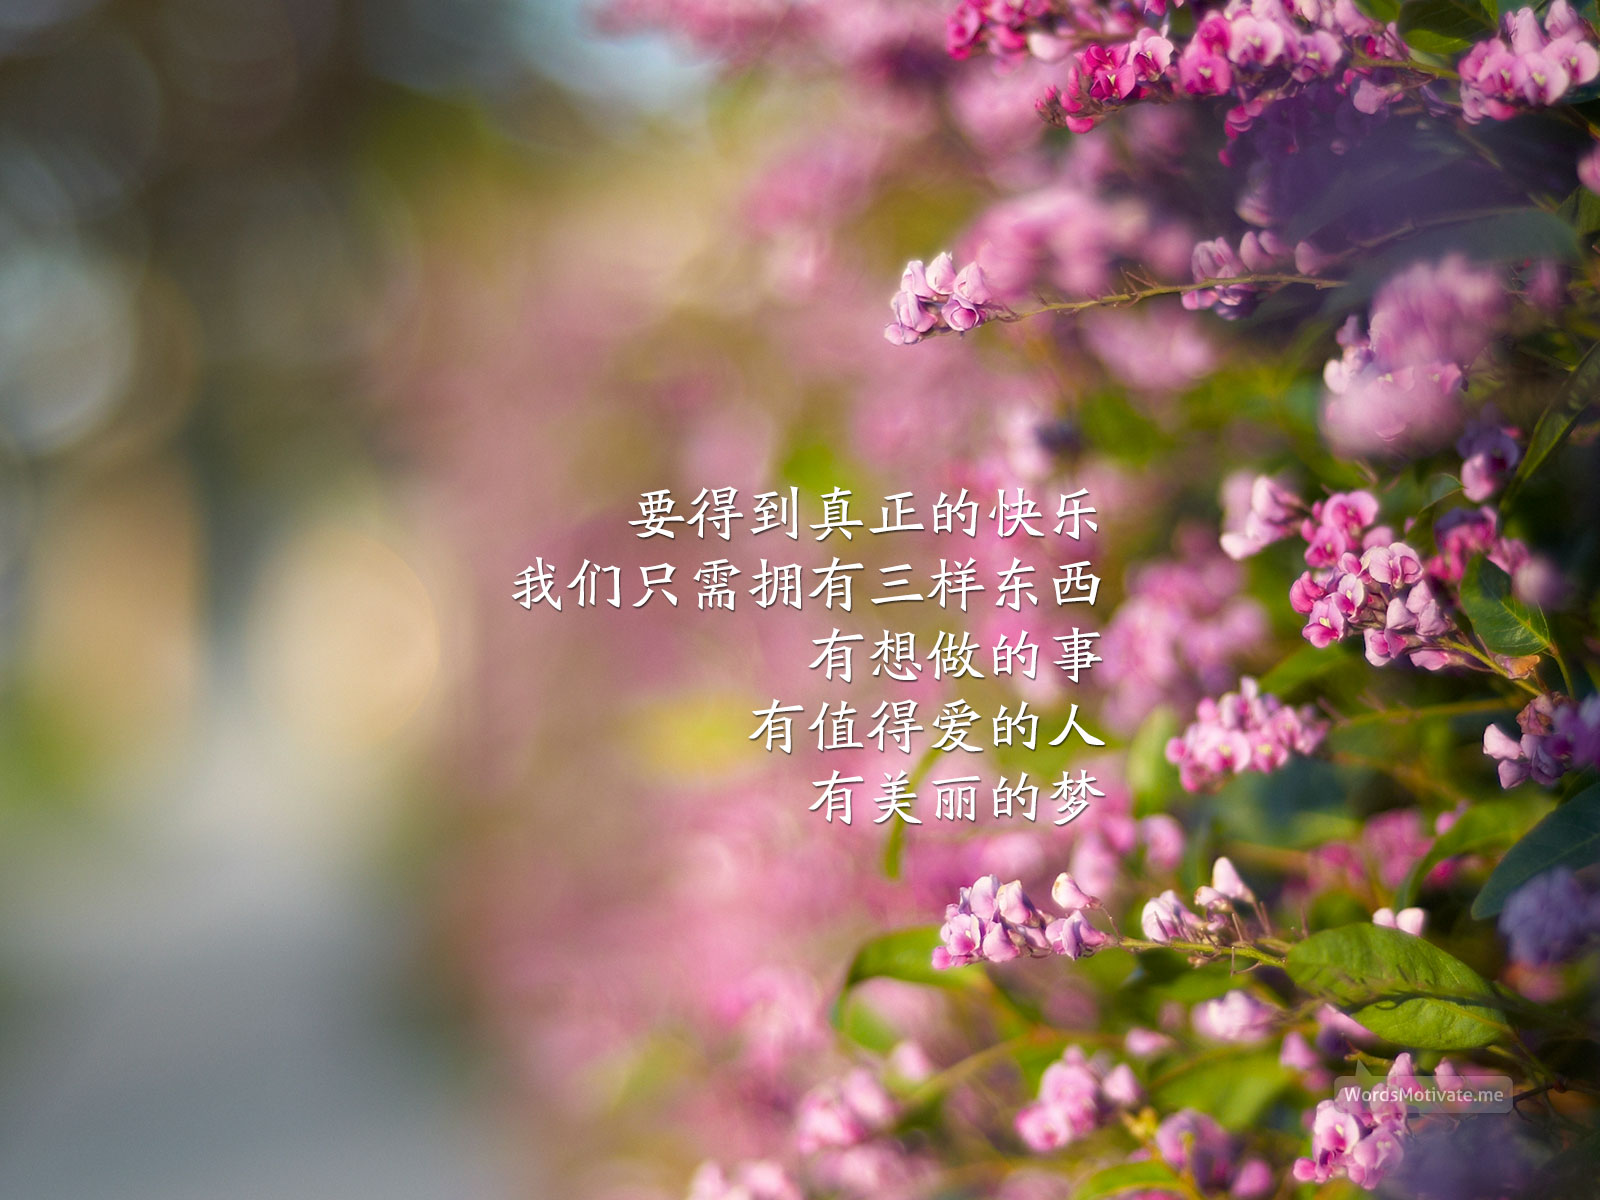 要得到真正的快乐
我们只需拥有三样东西
有想做的事
有值得爱的人
有美丽的梦
WordsMotivate.me